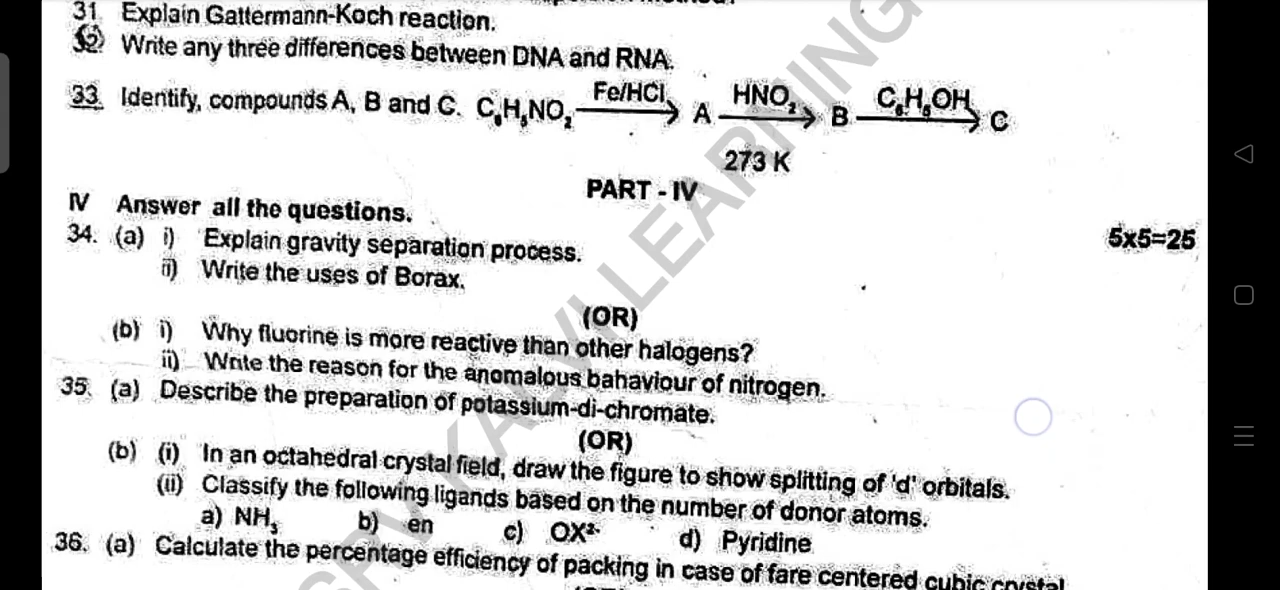 31. Explain Gattermann-Koch reaction.
32. Write any three differences between DNA and RNA.
33. Identify, compounds A, B and C. C₆H₅NO₂ —Fe/HCl→ A —HNO₂→ B —C₆H₅OH→ C
273 K
PART - IV
IV Answer all the questions.
5x5=25
34. (a) i) Explain gravity separation process.
ii) Write the uses of Borax.
(OR)
(b) i) Why fluorine is more reactive than other halogens?
ii) Write the reason for the anomalous bahaviour of nitrogen.
35. (a) Describe the preparation of potassium-di-chromate.
(OR)
(b) (i) In an octahedral crystal field, draw the figure to show splitting of 'd' orbitals.
(ii) Classify the following ligands based on the number of donor atoms.
a) NH₃ b) en c) OX²⁻ d) Pyridine
36. (a) Calculate the percentage efficiency of packing in case of fare centered cubic crystal
KALVI LEARNING